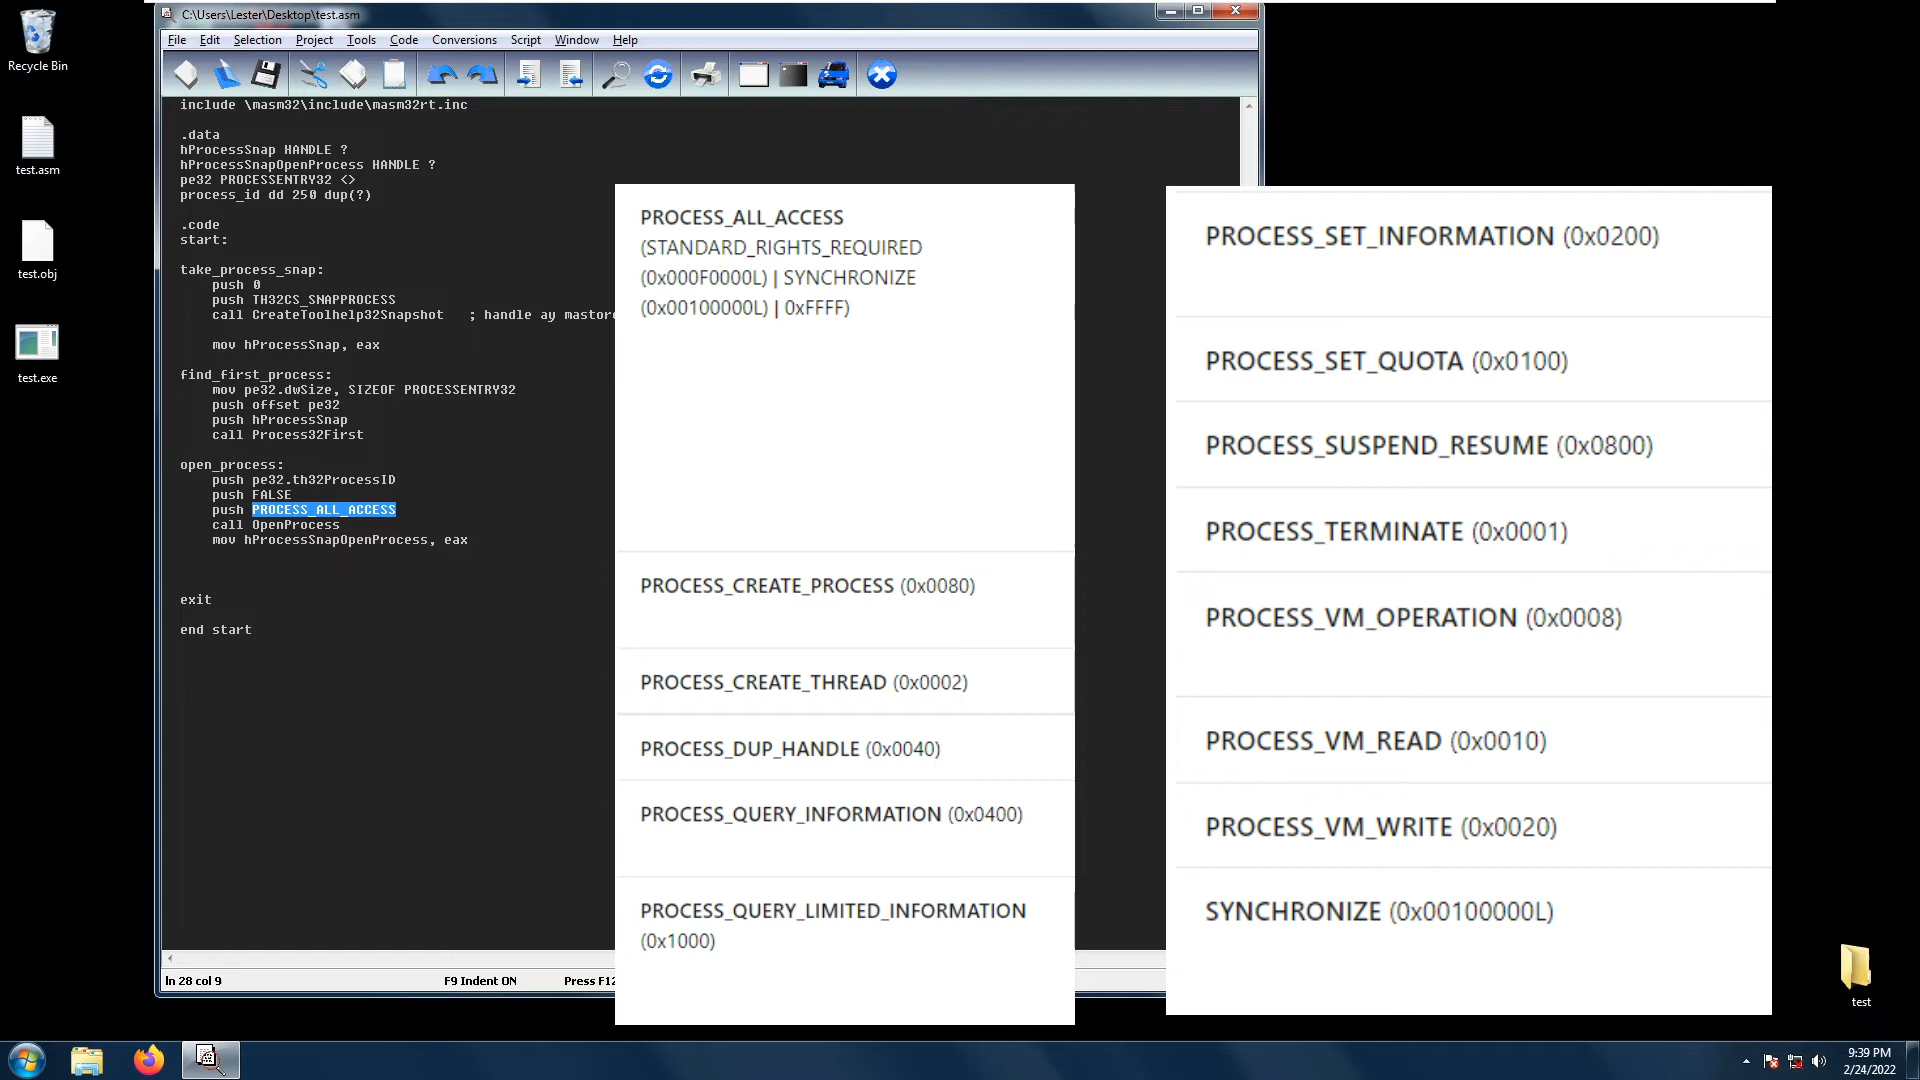 Recycle Bin
test.asm
test.obj
test.exe
C:\Users\Lester\Desktop\test.asm
File Edit Selection Project Tools Code Conversions Script Window Help
include \masm32\include\masm32rt.inc
.data
hProcessSnap HANDLE ?
hProcessSnapOpenProcess HANDLE ?
pe32 PROCESSENTRY32 <>
process_id dd 250 dup(?)
.code
start:
take_process_snap:
push 0
push TH32CS_SNAPPROCESS
call CreateToolhelp32Snapshot ; handle ay mastore
mov hProcessSnap, eax
find_first_process:
mov pe32.dwSize, SIZEOF PROCESSENTRY32
push offset pe32
push hProcessSnap
call Process32First
open_process:
push pe32.th32ProcessID
push FALSE
push PROCESS_ALL_ACCESS
call OpenProcess
mov hProcessSnapOpenProcess, eax
exit
end start
ln 28 col 9 F9 Indent ON Press F12
PROCESS_ALL_ACCESS
(STANDARD_RIGHTS_REQUIRED
(0x000F0000L) | SYNCHRONIZE
(0x00100000L) | 0xFFFF)
PROCESS_CREATE_PROCESS (0x0080)
PROCESS_CREATE_THREAD (0x0002)
PROCESS_DUP_HANDLE (0x0040)
PROCESS_QUERY_INFORMATION (0x0400)
PROCESS_QUERY_LIMITED_INFORMATION
(0x1000)
PROCESS_SET_INFORMATION (0x0200)
PROCESS_SET_QUOTA (0x0100)
PROCESS_SUSPEND_RESUME (0x0800)
PROCESS_TERMINATE (0x0001)
PROCESS_VM_OPERATION (0x0008)
PROCESS_VM_READ (0x0010)
PROCESS_VM_WRITE (0x0020)
SYNCHRONIZE (0x00100000L)
test
9:39 PM
2/24/2022